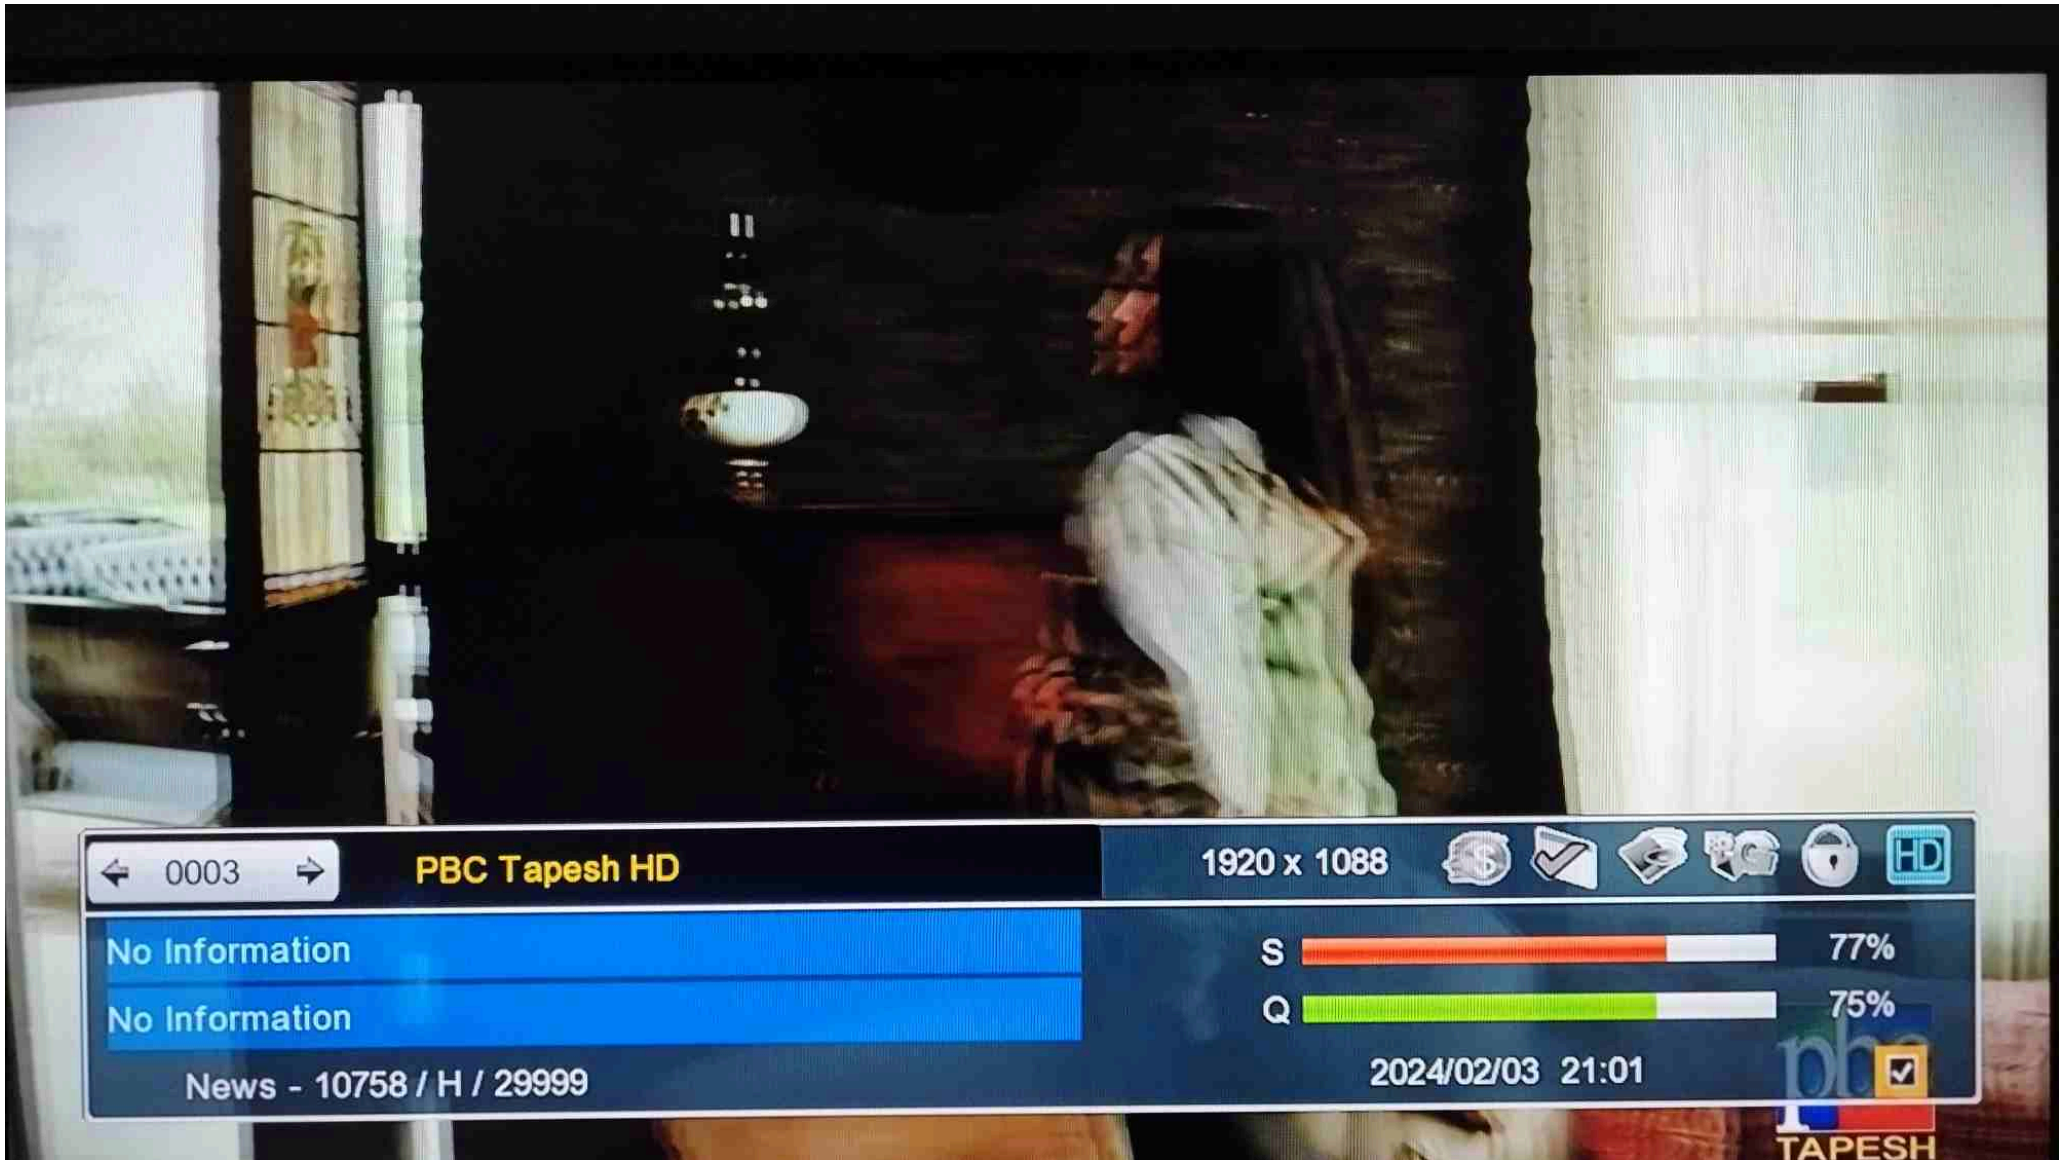 0003
PBC Tapesh HD
1920 x 1088
HD
No Information
No Information
S 77%
Q 75%
News - 10758 / H / 29999
2024/02/03 21:01
pbc
TAPESH